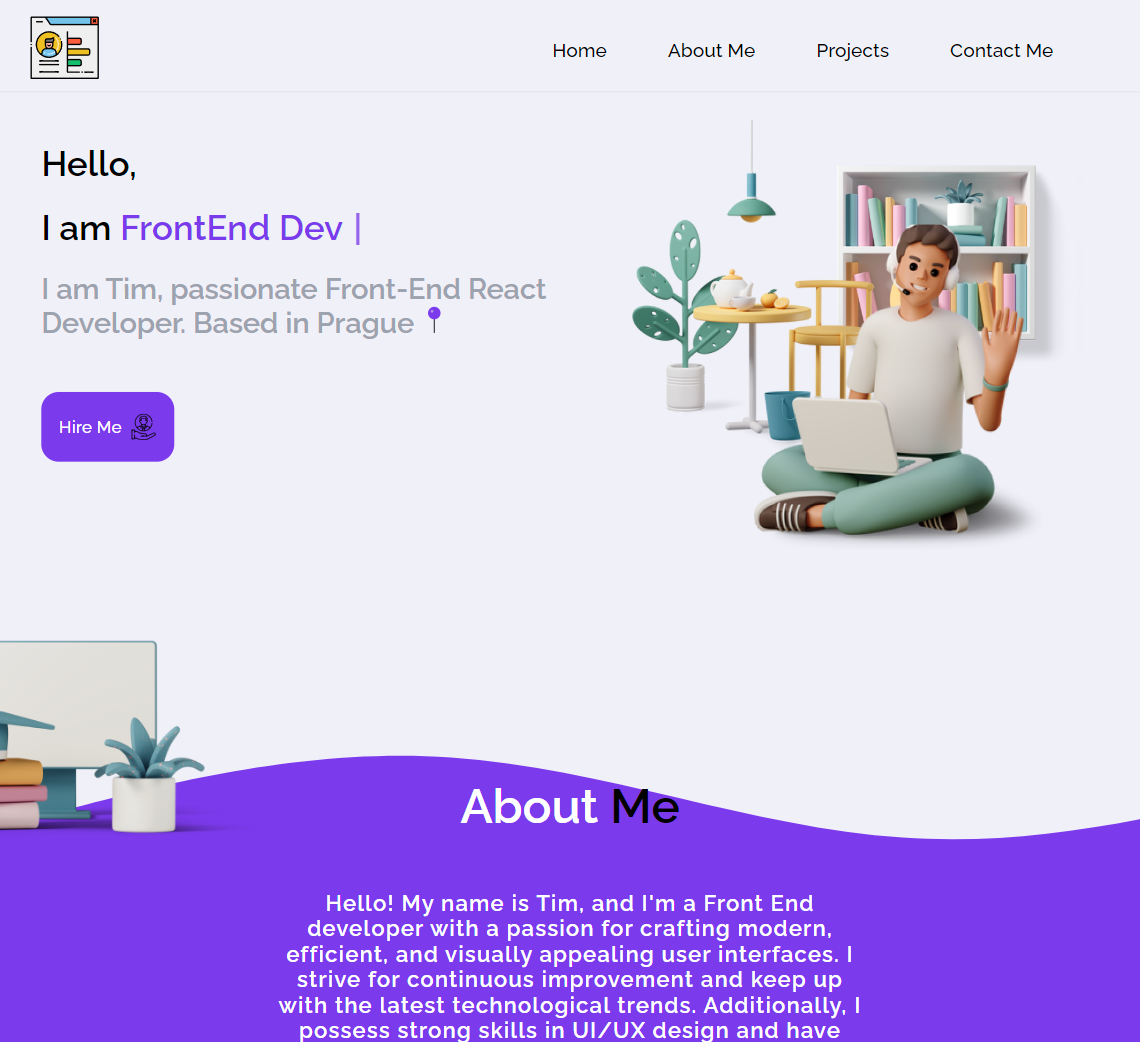 Home About Me Projects Contact Me
Hello,
I am FrontEnd Dev |
I am Tim, passionate Front-End React
Developer. Based in Prague
Hire Me
About Me
Hello! My name is Tim, and I'm a Front End
developer with a passion for crafting modern,
efficient, and visually appealing user interfaces. I
strive for continuous improvement and keep up
with the latest technological trends. Additionally, I
possess strong skills in UI/UX design and have